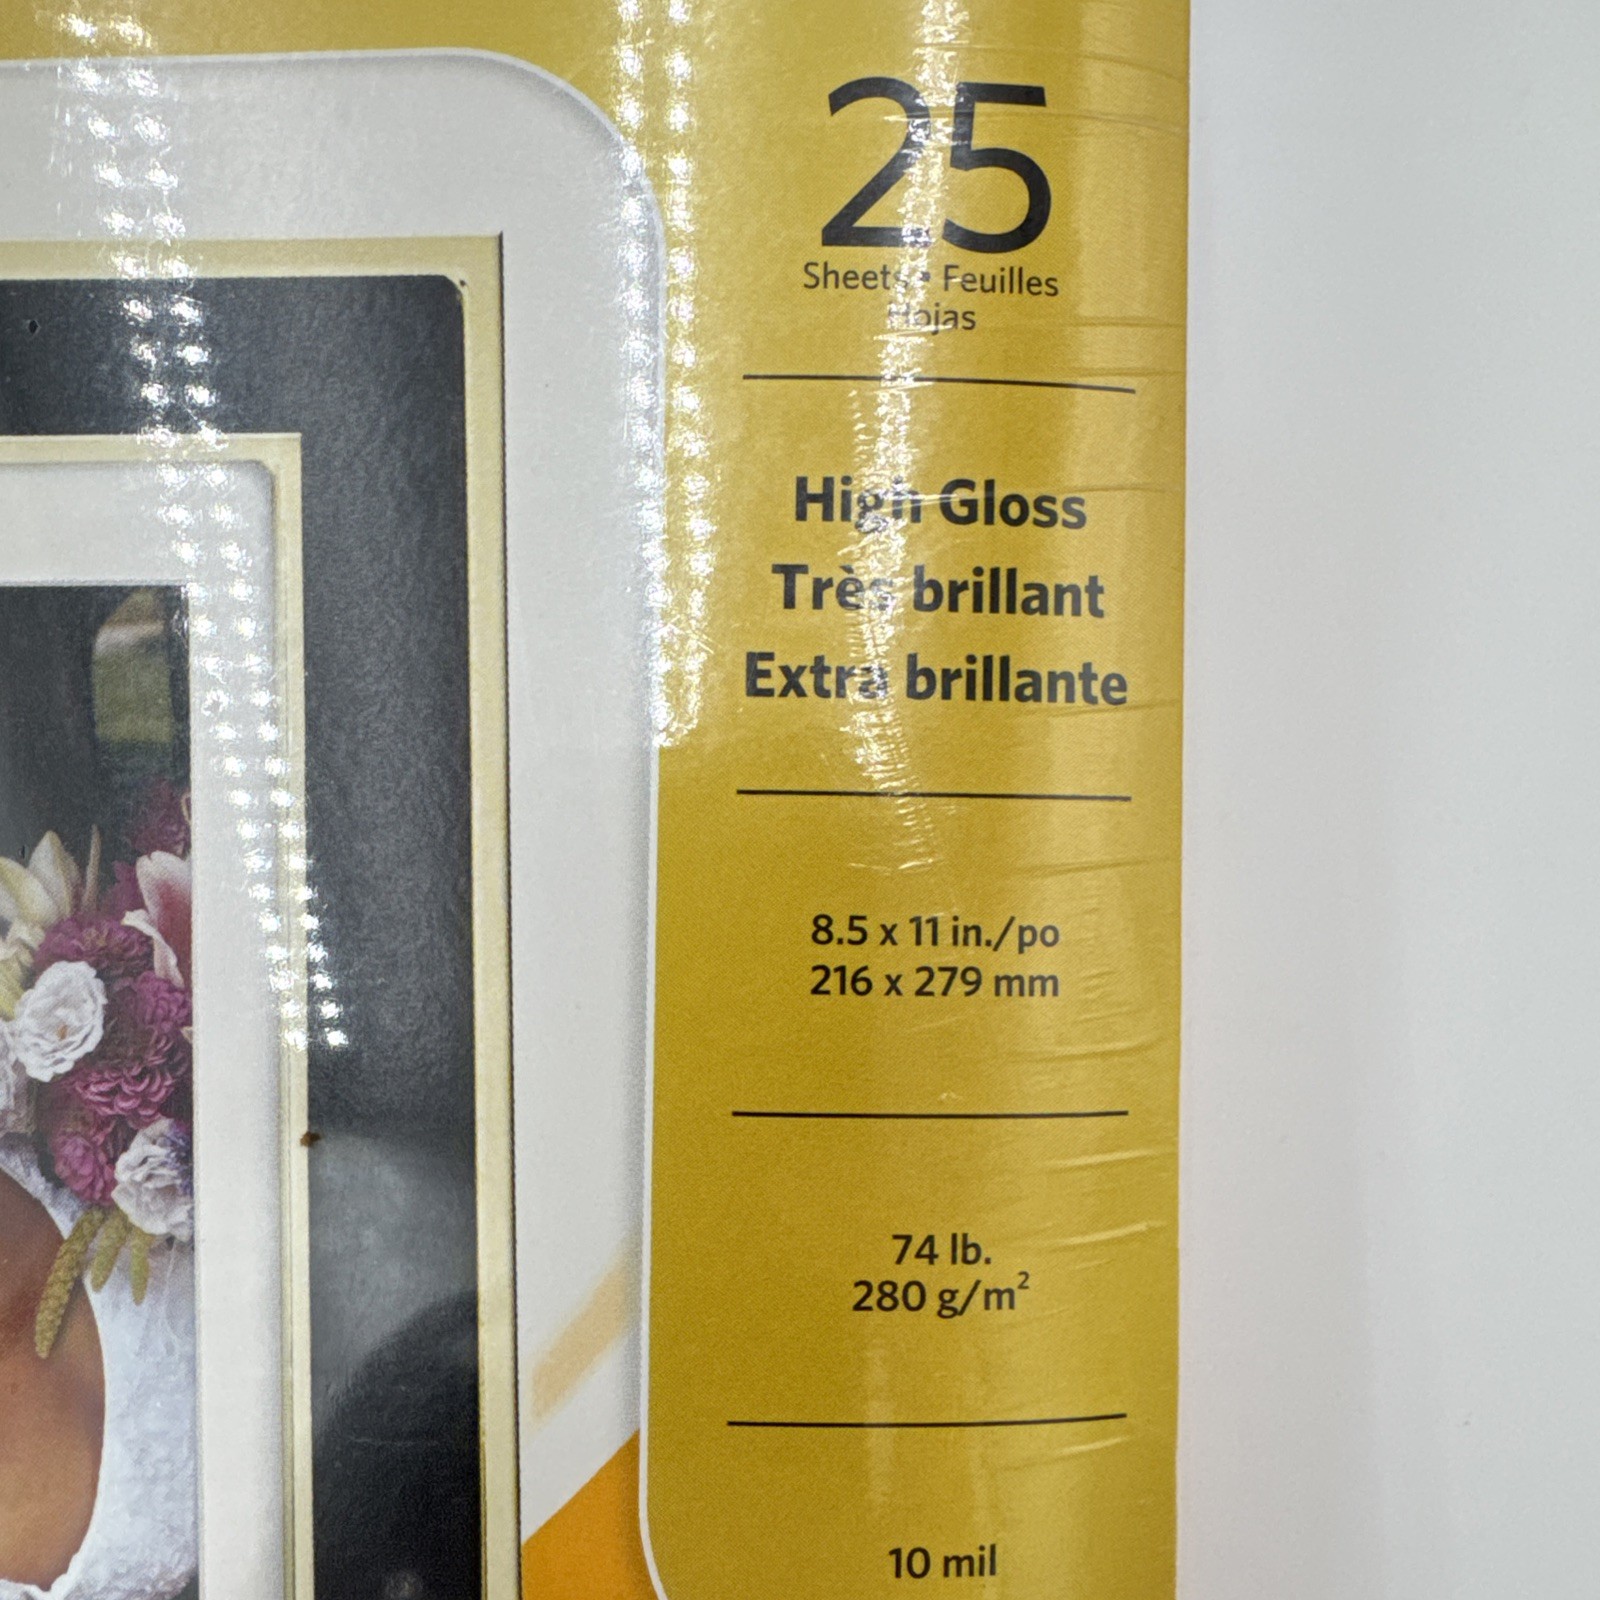 25
Sheets • Feuilles
Hojas
High Gloss
Très brillant
Extra brillante
8.5 x 11 in./po
216 x 279 mm
74 lb.
280 g/m²
10 mil